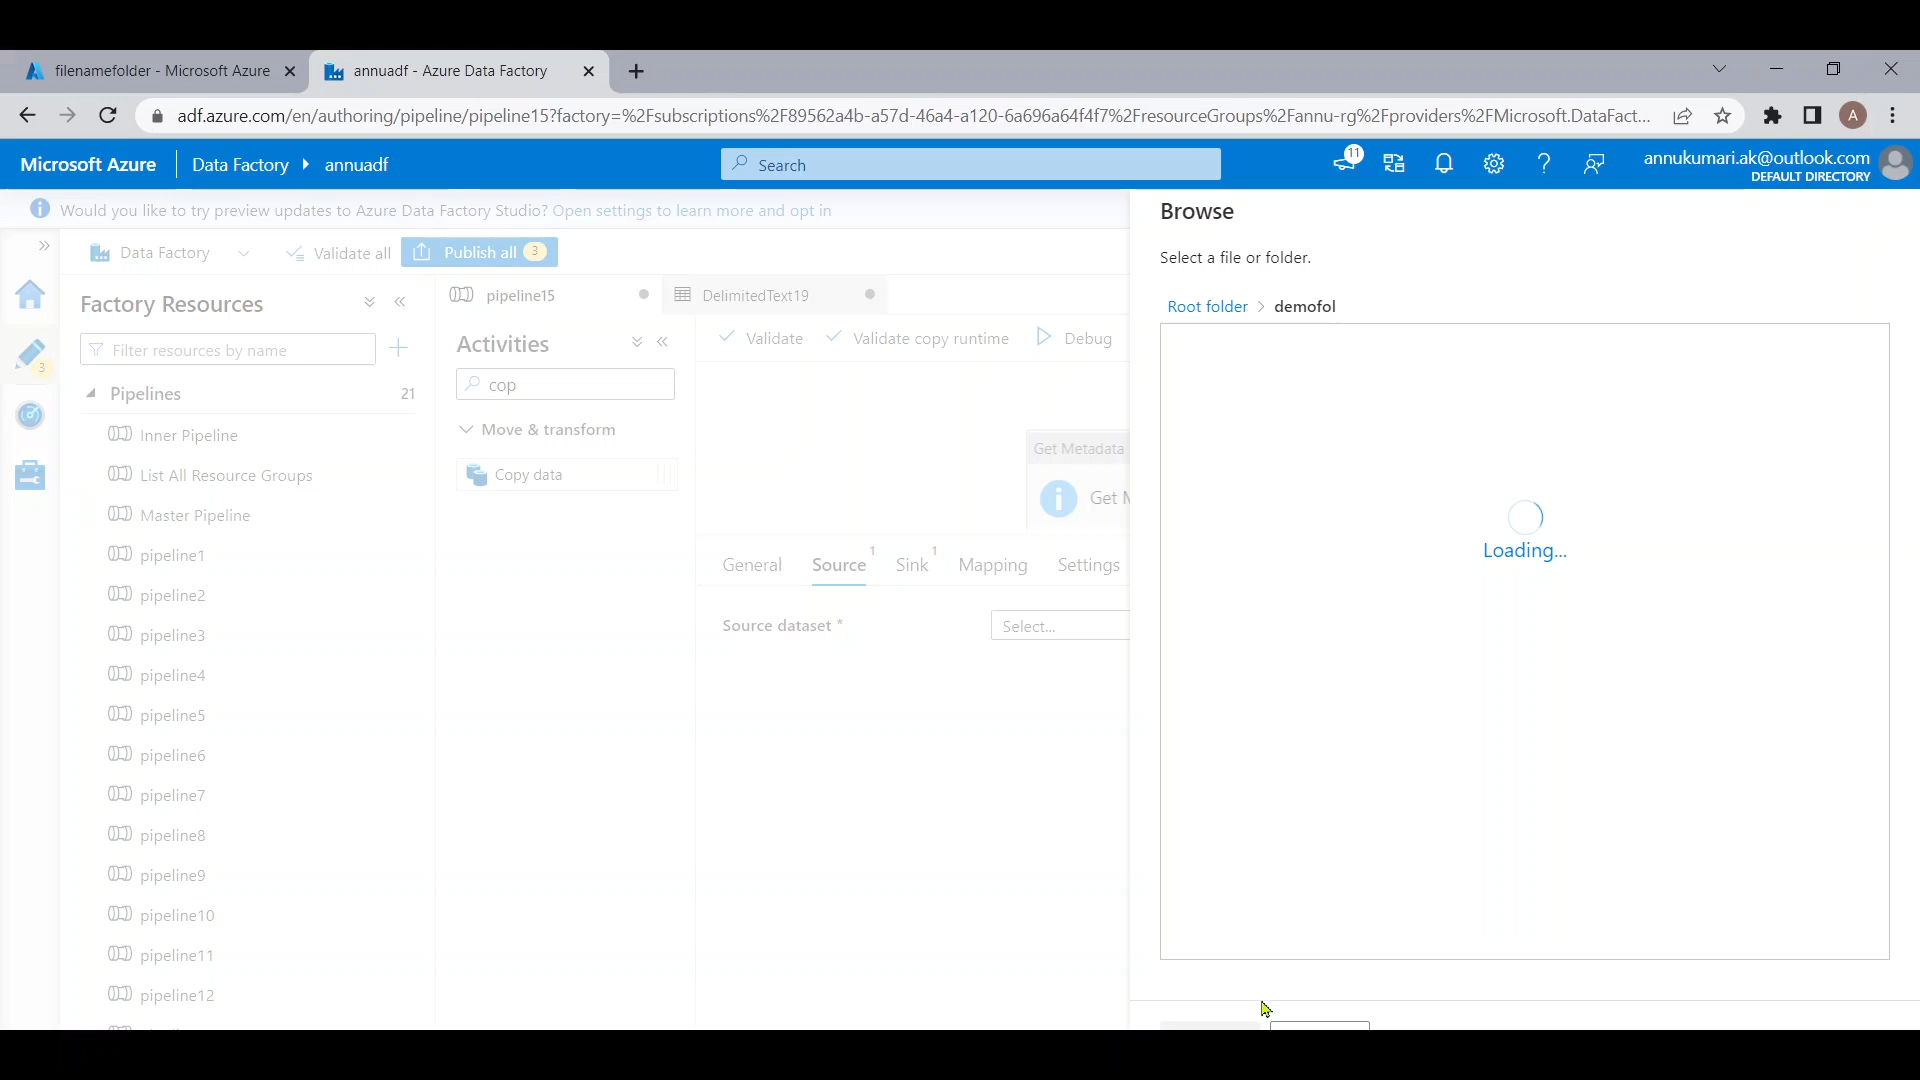 filenamefolder - Microsoft Azure
annuadf - Azure Data Factory
adf.azure.com/en/authoring/pipeline/pipeline15?factory=%2Fsubscriptions%2F89562a4b-a57d-46a4-a120-6a696a64f4f7%2FresourceGroups%2Fannu-rg%2Fproviders%2FMicrosoft.DataFact...
A
Microsoft Azure
Data Factory
annuadf
Search
11
annukumari.ak@outlook.com
DEFAULT DIRECTORY
Would you like to try preview updates to Azure Data Factory Studio? Open settings to learn more and opt in
Data Factory
Validate all
Publish all 3
Factory Resources
Filter resources by name
3
Pipelines 21
Inner Pipeline
List All Resource Groups
Master Pipeline
pipeline1
pipeline2
pipeline3
pipeline4
pipeline5
pipeline6
pipeline7
pipeline8
pipeline9
pipeline10
pipeline11
pipeline12
pipeline15
DelimitedText19
Activities
cop
Move & transform
Copy data
Validate
Validate copy runtime
Debug
Get Metadata
Get M
General
Source 1
Sink 1
Mapping
Settings
Source dataset *
Select...
Browse
Select a file or folder.
Root folder > demofol
Loading...